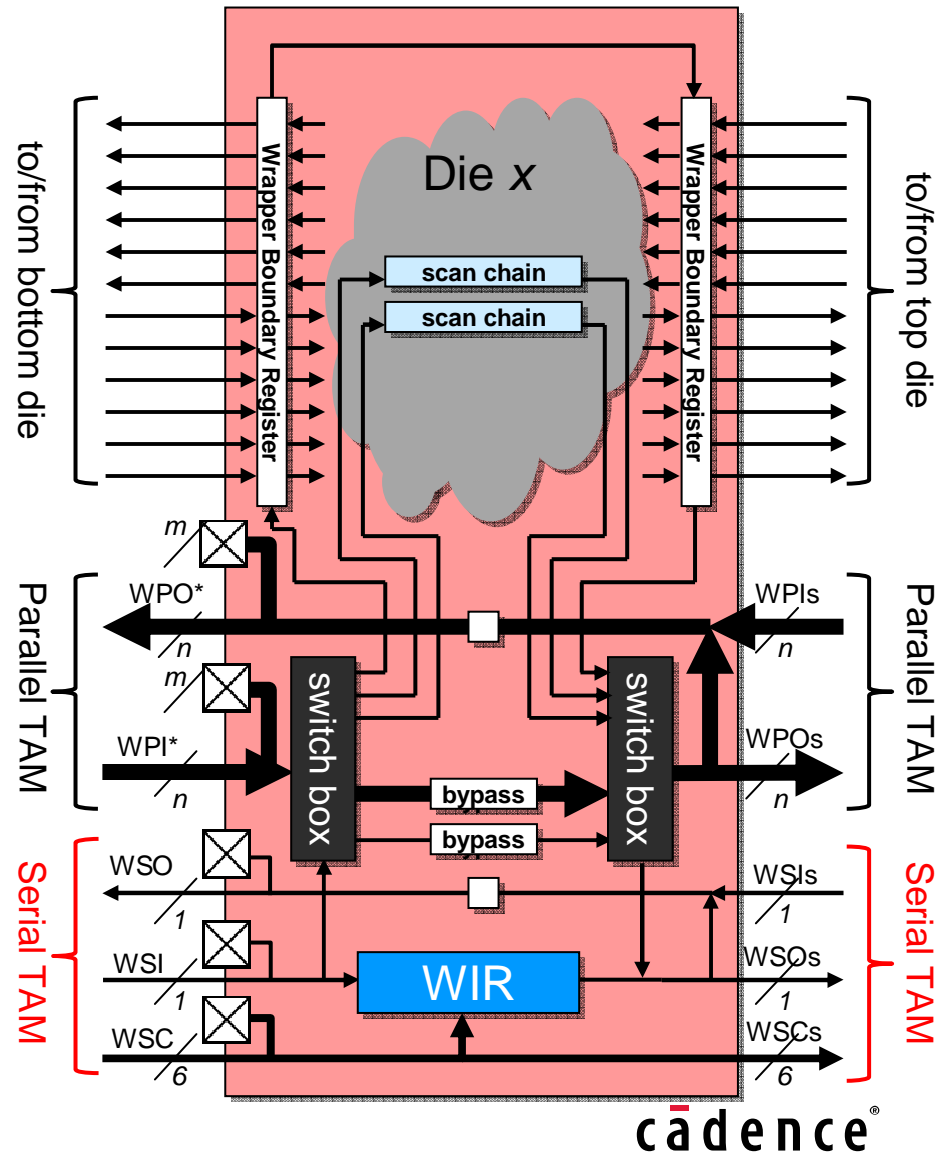 to/from bottom die
Wrapper Boundary Register
Die x
scan chain
scan chain
Wrapper Boundary Register
to/from top die
m
WPO*
n
WPIs
n
Parallel TAM
m
WPI*
n
switch box
bypass
bypass
switch box
WPOs
n
Parallel TAM
Serial TAM
WSO
1
WSIs
1
WSI
1
WIR
WSOs
1
WSC
6
WSCs
6
Serial TAM
cādence®